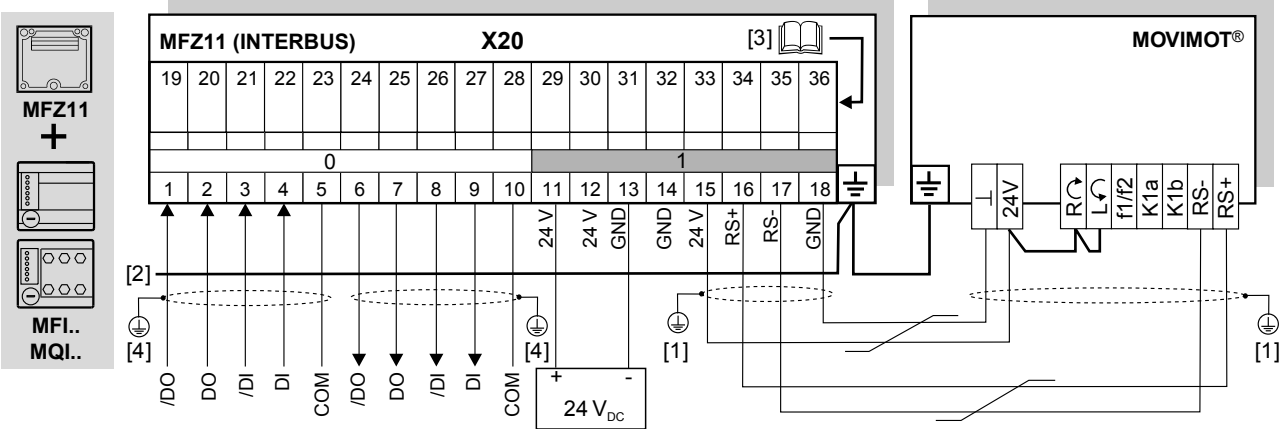 MFZ11
+
MFI..
MQI..
MFZ11 (INTERBUS) X20 [3]
19 20 21 22 23 24 25 26 27 28 29 30 31 32 33 34 35 36
0 1
1 2 3 4 5 6 7 8 9 10 11 12 13 14 15 16 17 18
24 V 24 V GND GND 24 V RS+ RS- GND
[2]
[4] [4] [1] [1]
/DO DO /DI DI COM /DO DO /DI DI COM
+ -
24 VDC
MOVIMOT®
⊥ 24V R L f1/f2 K1a K1b RS- RS+